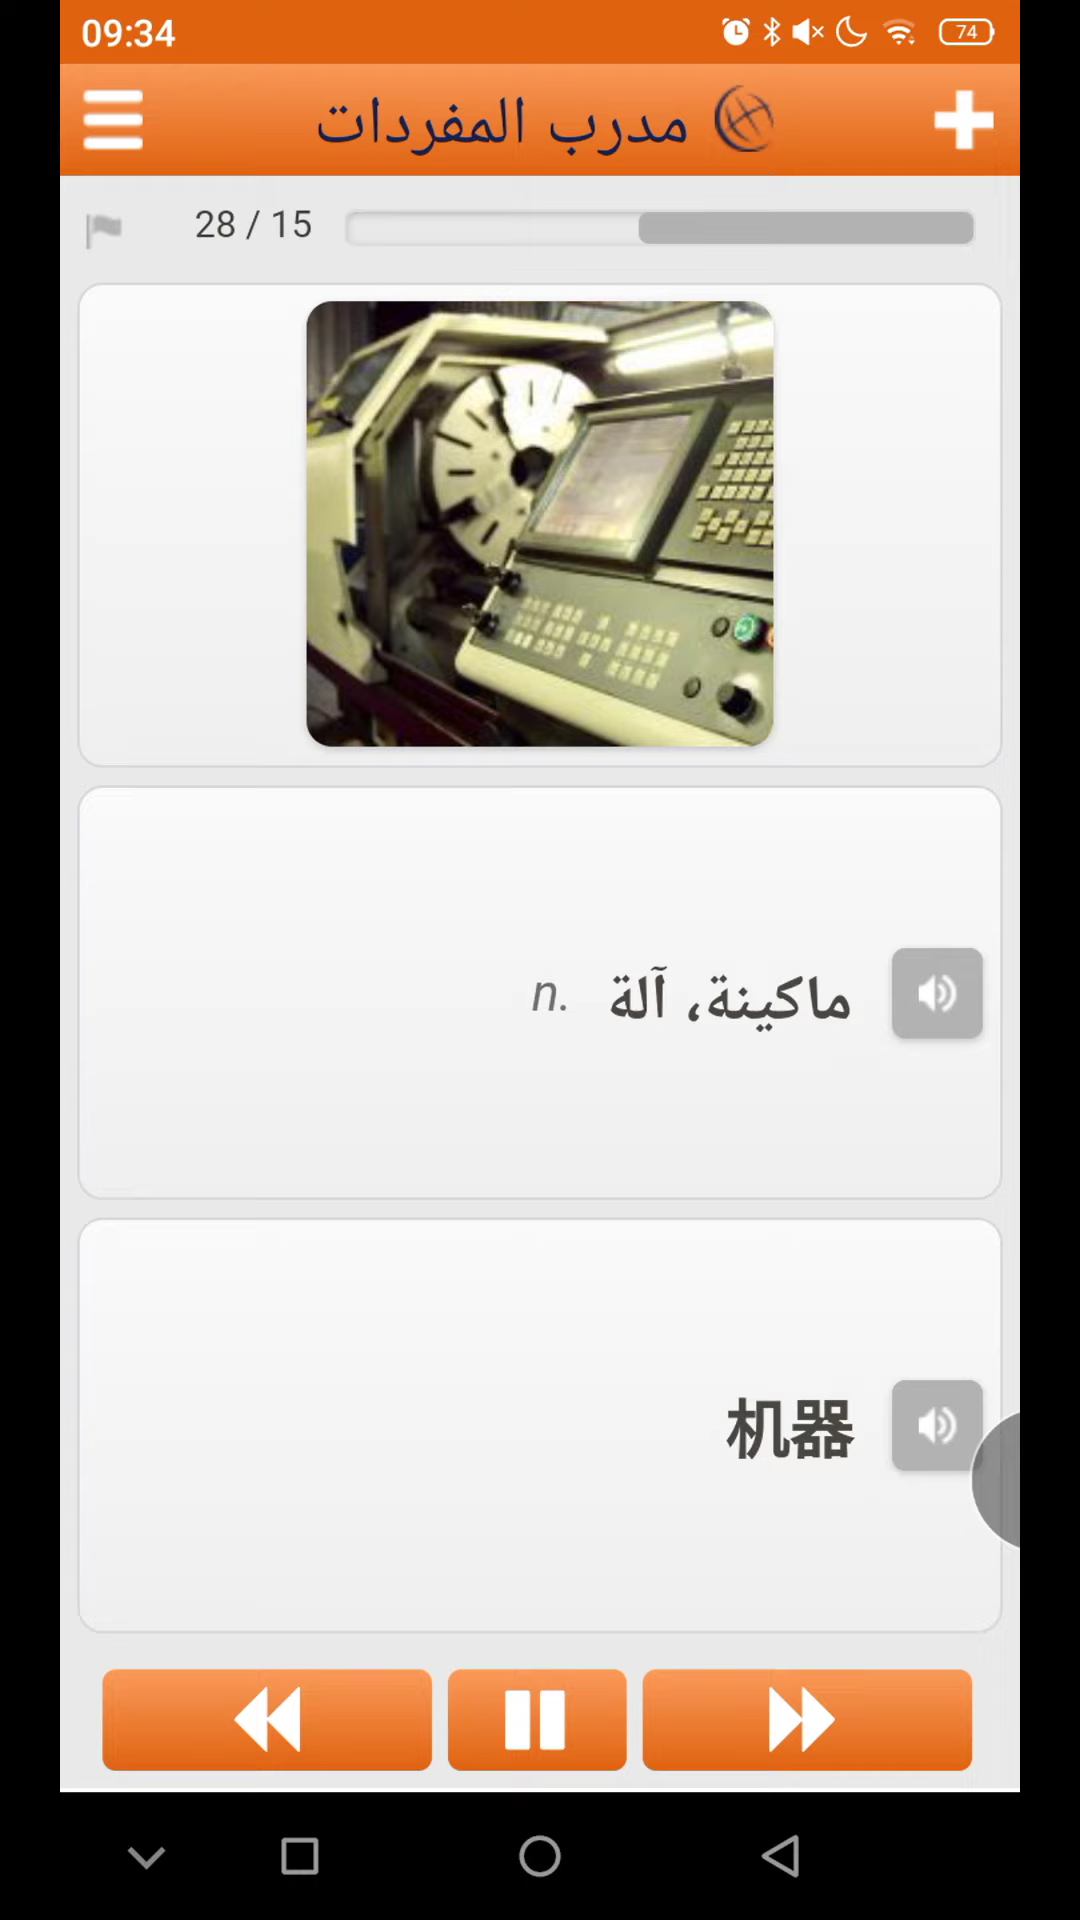 09:34
74
مدرب المفردات
28 / 15
ماكينة، آلة n.
机器